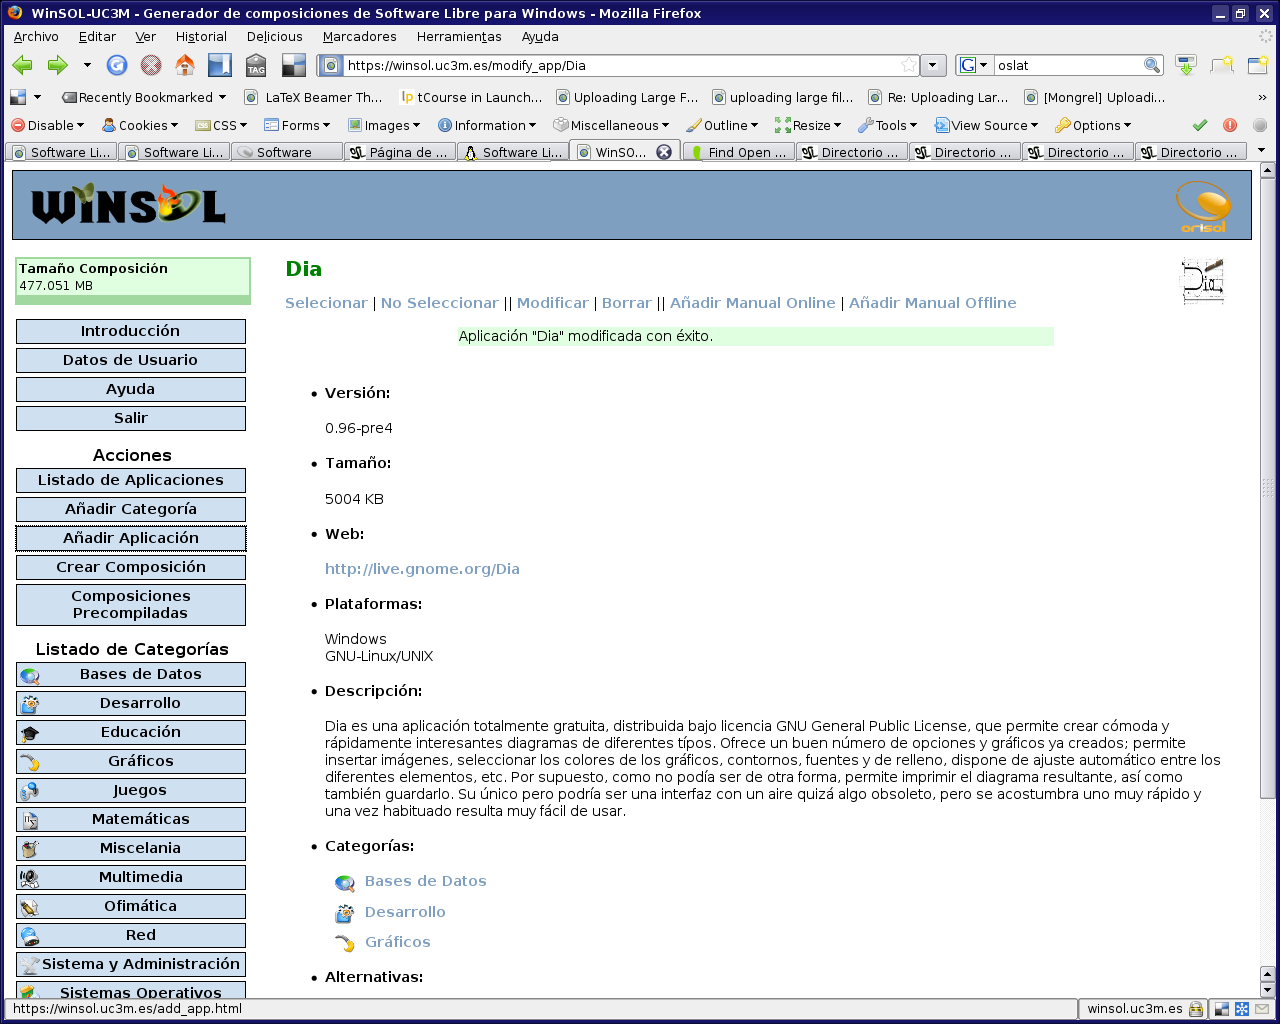 WinSOL-UC3M - Generador de composiciones de Software Libre para Windows - Mozilla Firefox
Archivo Editar Ver Historial Delicious Marcadores Herramientas Ayuda
TAG https://winsol.uc3m.es/modify_app/Dia G oslat
Recently Bookmarked LaTeX Beamer Th... lp tCourse in Launch... Uploading Large F... uploading large fil... Re: Uploading Lar... [Mongrel] Uploadi... »
Disable Cookies CSS Forms Images Information Miscellaneous Outline Resize Tools View Source Options
Software Li... Software Li... Software Página de ... Software Li... WinSO... Find Open ... Directorio ... Directorio ... Directorio ... Directorio ...
WINSOL
orisol
Tamaño Composición
477.051 MB
Introducción
Datos de Usuario
Ayuda
Salir
Acciones
Listado de Aplicaciones
Añadir Categoría
Añadir Aplicación
Crear Composición
Composiciones
Precompiladas
Listado de Categorías
Bases de Datos
Desarrollo
Educación
Gráficos
Juegos
Matemáticas
Miscelania
Multimedia
Ofimática
Red
Sistema y Administración
Sistemas Operativos
Dia
Dia
Selecionar | No Seleccionar || Modificar | Borrar || Añadir Manual Online | Añadir Manual Offline
Aplicación "Dia" modificada con éxito.
• Versión:
0.96-pre4
• Tamaño:
5004 KB
• Web:
http://live.gnome.org/Dia
• Plataformas:
Windows
GNU-Linux/UNIX
• Descripción:
Dia es una aplicación totalmente gratuita, distribuida bajo licencia GNU General Public License, que permite crear cómoda y
rápidamente interesantes diagramas de diferentes típos. Ofrece un buen número de opciones y gráficos ya creados; permite
insertar imágenes, seleccionar los colores de los gráficos, contornos, fuentes y de relleno, dispone de ajuste automático entre los
diferentes elementos, etc. Por supuesto, como no podía ser de otra forma, permite imprimir el diagrama resultante, así como
también guardarlo. Su único pero podría ser una interfaz con un aire quizá algo obsoleto, pero se acostumbra uno muy rápido y
una vez habituado resulta muy fácil de usar.
• Categorías:
Bases de Datos
Desarrollo
Gráficos
• Alternativas:
https://winsol.uc3m.es/add_app.html
winsol.uc3m.es